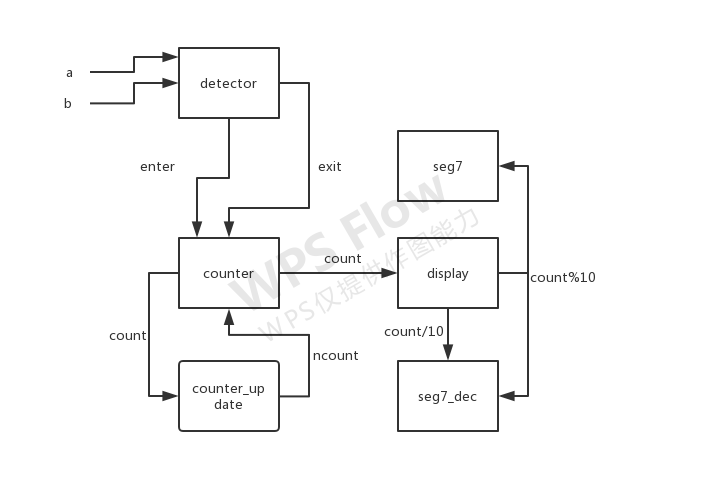 a
detector
b
enter
exit
seg7
counter
count
display
count%10
count
count/10
ncount
counter_up
date
seg7_dec
WPS Flow
WPS仅提供作图能力